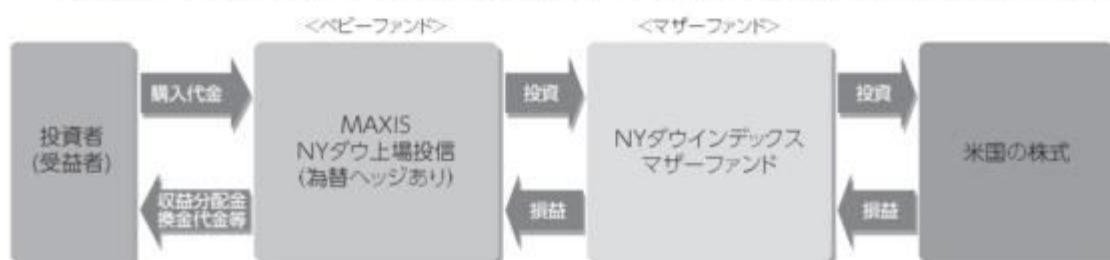 <ベビーファンド>
<マザーファンド>
投資者
(受益者)
購入代金
収益分配金
換金代金等
MAXIS
NYダウ上場投信
(為替ヘッジあり)
投資
損益
NYダウインデックス
マザーファンド
投資
損益
米国の株式